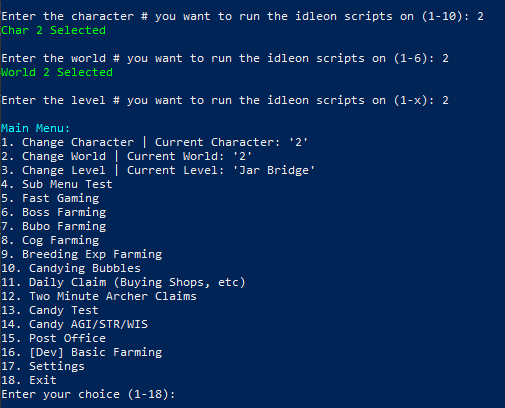 Enter the character # you want to run the idleon scripts on (1-10): 2
Char 2 Selected
Enter the world # you want to run the idleon scripts on (1-6): 2
World 2 Selected
Enter the level # you want to run the idleon scripts on (1-x): 2
Main Menu:
1. Change Character | Current Character: '2'
2. Change World | Current World: '2'
3. Change Level | Current Level: 'Jar Bridge'
4. Sub Menu Test
5. Fast Gaming
6. Boss Farming
7. Bubo Farming
8. Cog Farming
9. Breeding Exp Farming
10. Candying Bubbles
11. Daily Claim (Buying Shops, etc)
12. Two Minute Archer Claims
13. Candy Test
14. Candy AGI/STR/WIS
15. Post Office
16. [Dev] Basic Farming
17. Settings
18. Exit
Enter your choice (1-18):